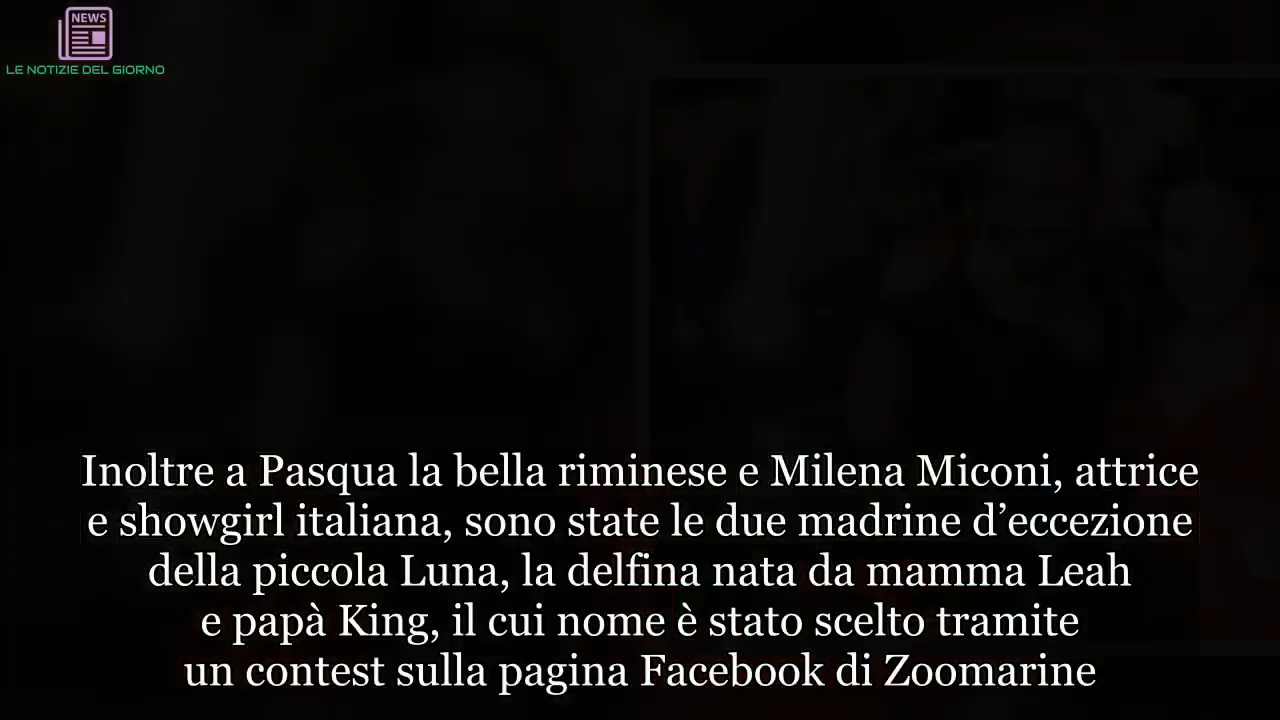 NEWS
LE NOTIZIE DEL GIORNO
Inoltre a Pasqua la bella riminese e Milena Miconi, attrice
e showgirl italiana, sono state le due madrine d’eccezione
della piccola Luna, la delfina nata da mamma Leah
e papà King, il cui nome è stato scelto tramite
un contest sulla pagina Facebook di Zoomarine